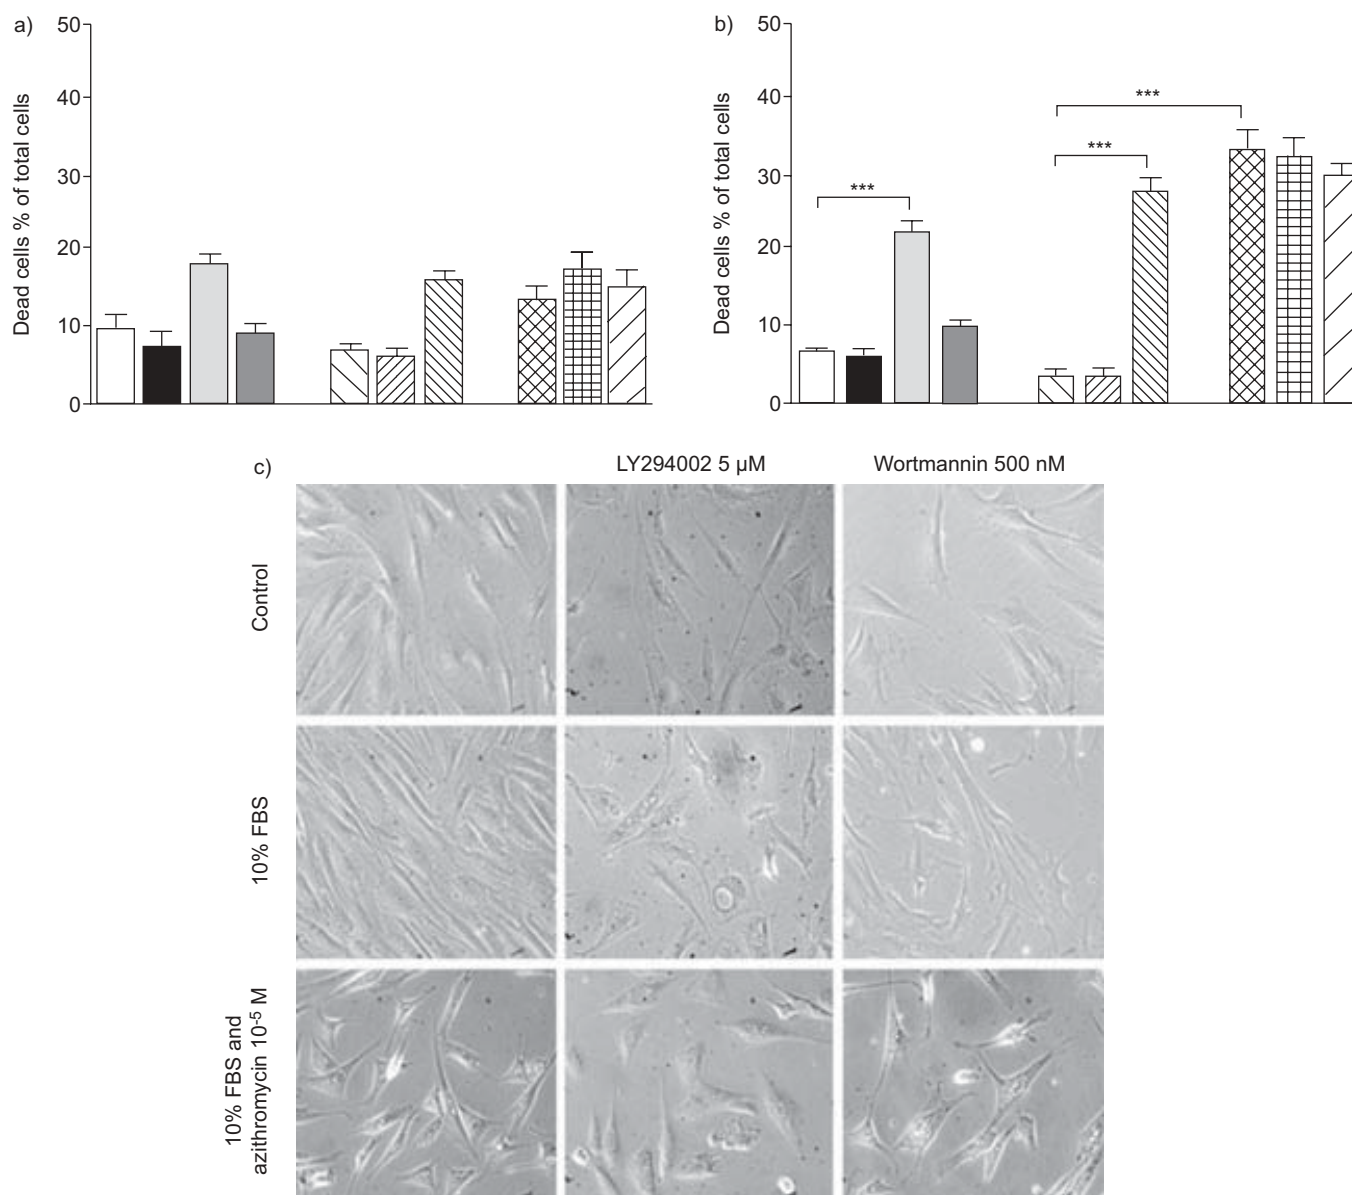 a)
50
40
30
20
10
0
Dead cells % of total cells
b)
50
40
30
20
10
0
Dead cells % of total cells
***
***
***
c)
LY294002 5 µM
Wortmannin 500 nM
Control
10% FBS
10% FBS and
azithromycin 10⁻⁵ M